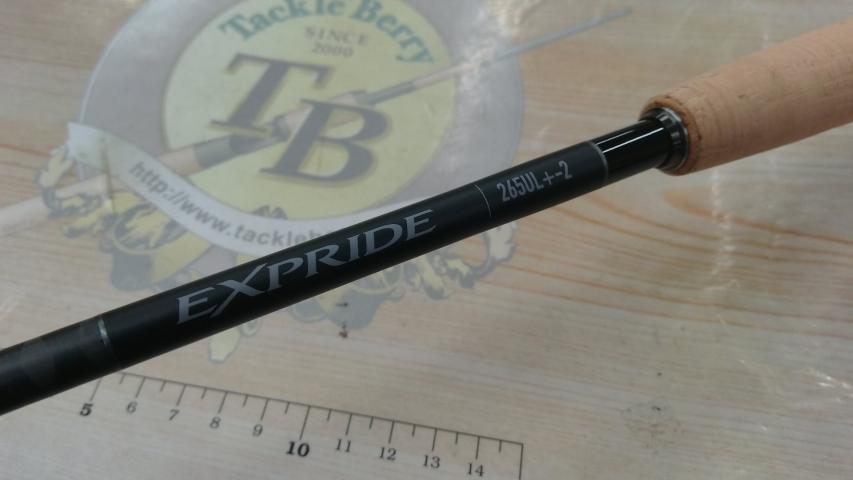 Tackle Berry
SINCE
2000
TB
http://www.tackleb
EXPRIDE
265UL+-2
5 6 7 8 9 10 11 12 13 14